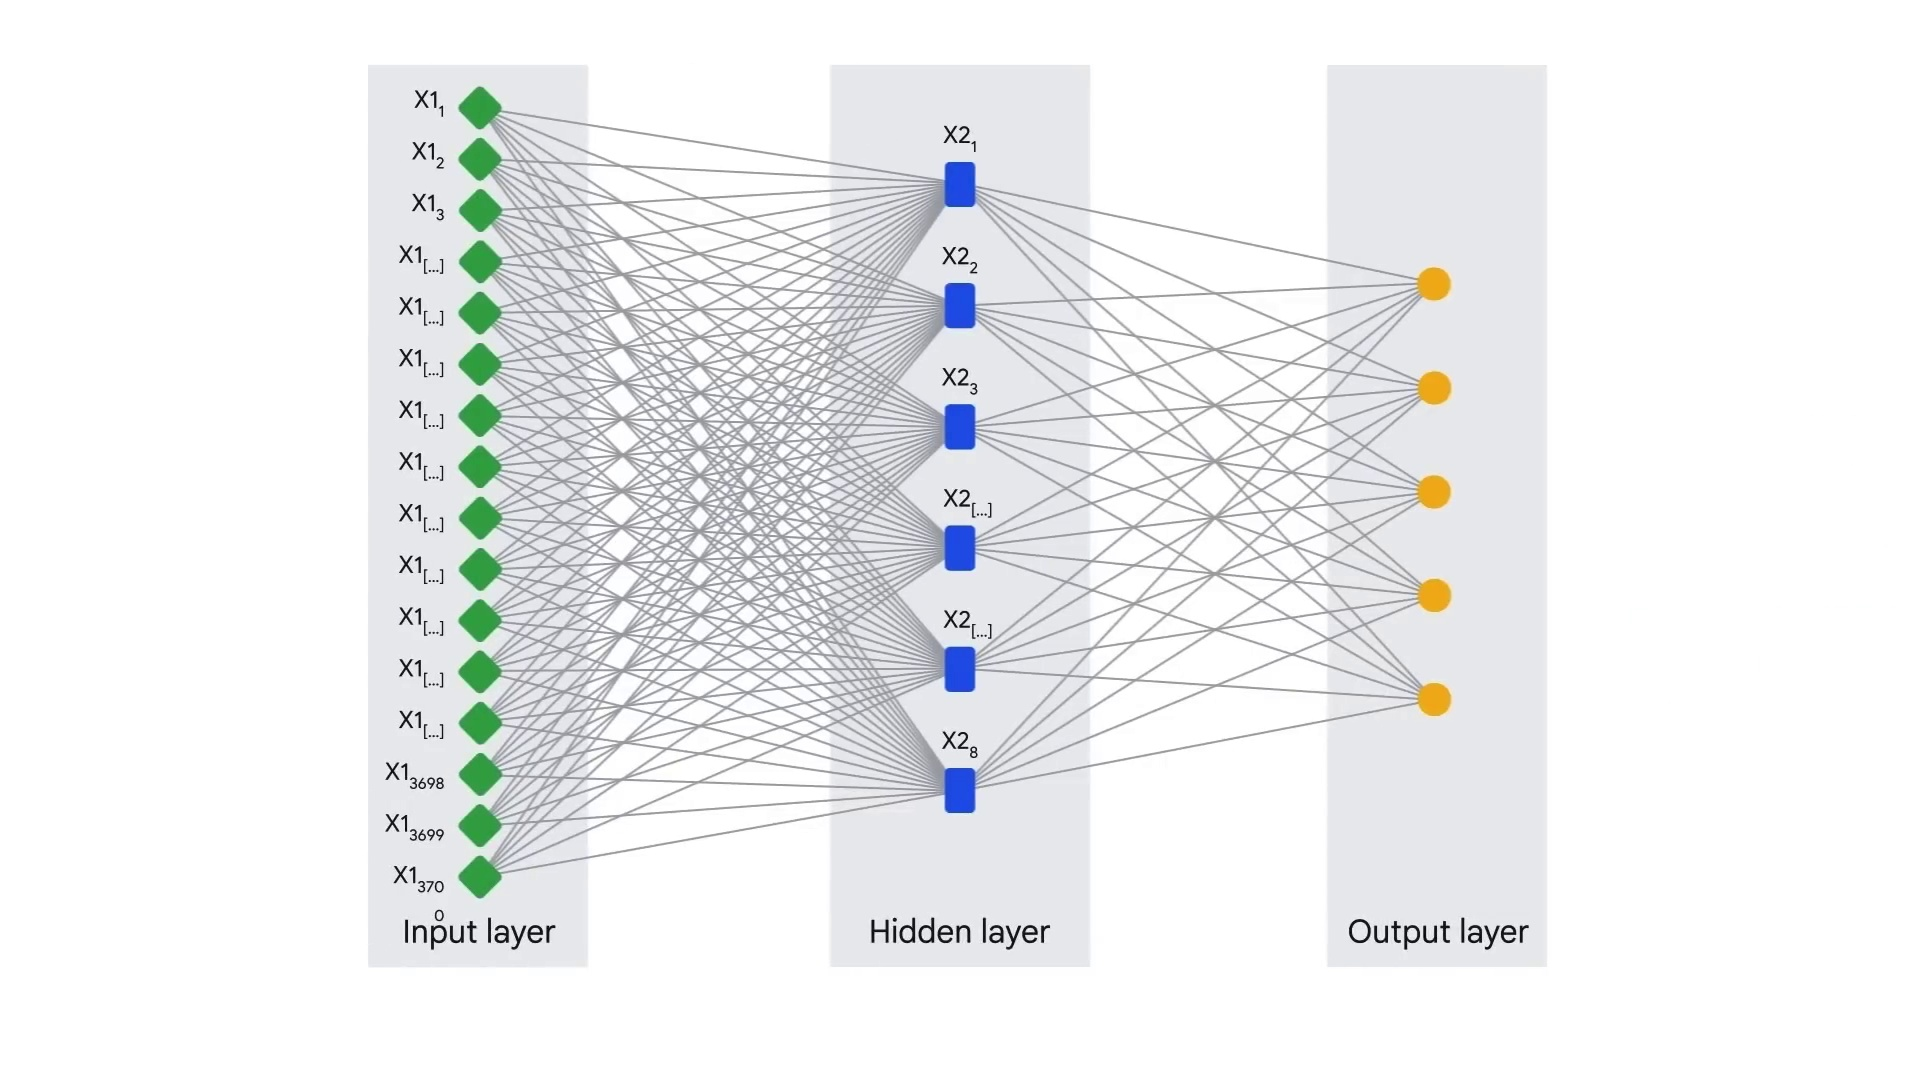 X1₁
X1₂
X1₃
X1[...]
X1[...]
X1[...]
X1[...]
X1[...]
X1[...]
X1[...]
X1[...]
X1[...]
X1[...]
X1₃₆₉₈
X1₃₆₉₉
X1₃₇₀
₀
Input layer
X2₁
X2₂
X2₃
X2[...]
X2[...]
X2₈
Hidden layer
Output layer